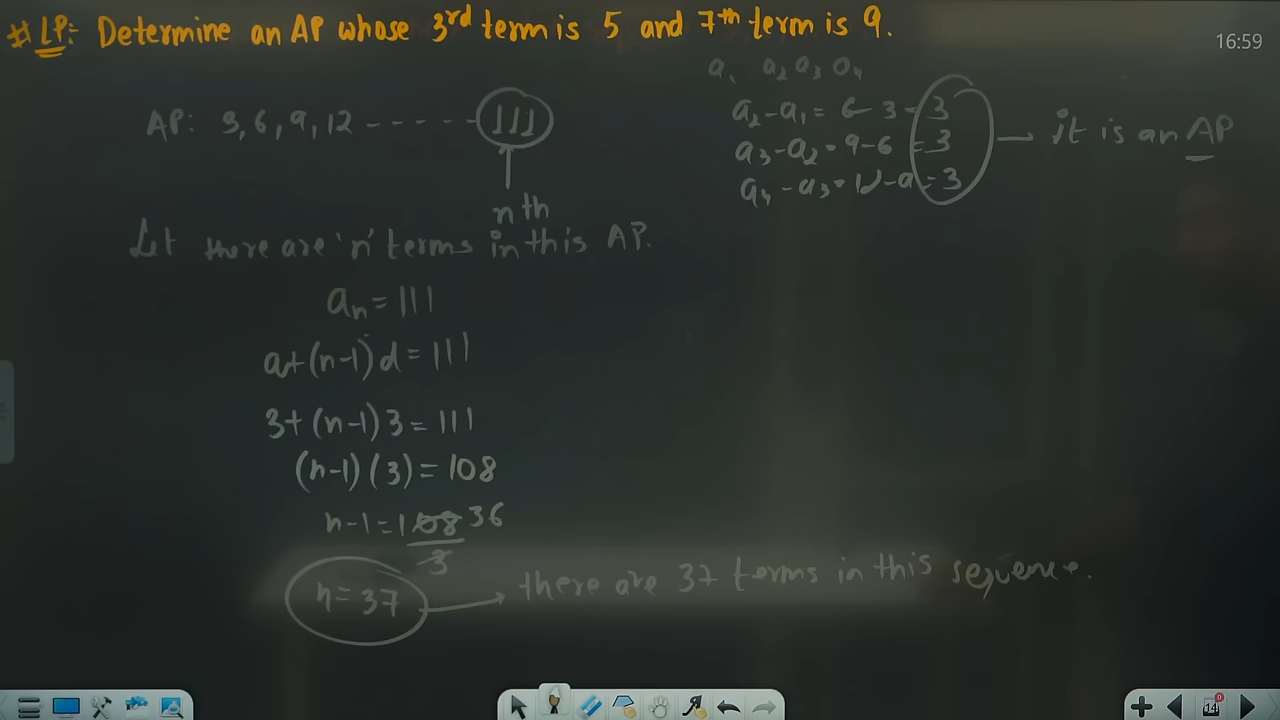 # LP:- Determine an AP whose 3rd term is 5 and 7th term is 9.
16:59
a1 a2 a3 a4
AP: 3, 6, 9, 12 ------ 111
a2-a1 = 6-3 = 3
a3-a2 = 9-6 = 3
→ it is an AP
a4-a3 = 12-9 = 3
nth
Let there are 'n' terms in this AP.
an = 111
a+(n-1)d = 111
3+(n-1)3 = 111
(n-1)(3) = 108
n-1 = 108 36
3
n = 37 → there are 37 terms in this sequence.
14